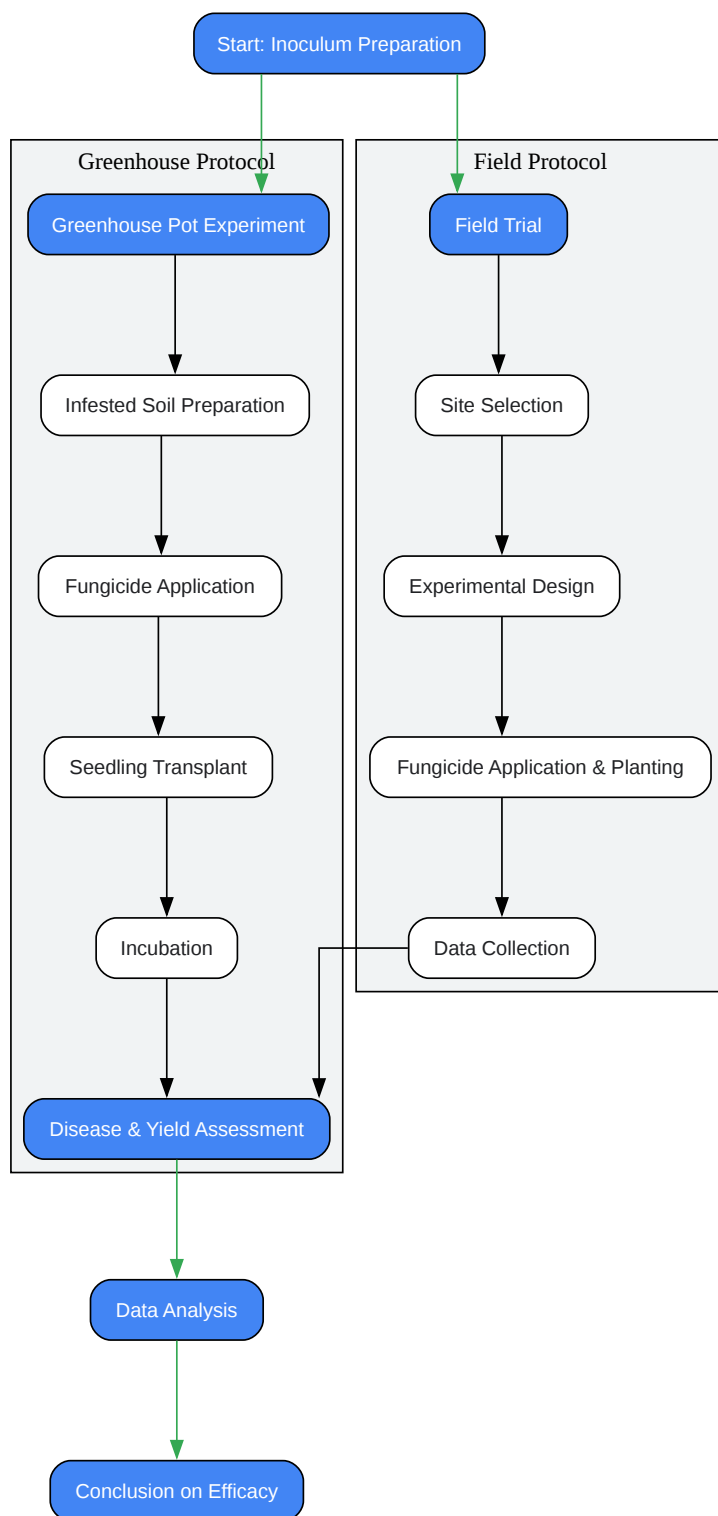 Start: Inoculum Preparation
Greenhouse Protocol
Greenhouse Pot Experiment
Infested Soil Preparation
Fungicide Application
Seedling Transplant
Incubation
Field Protocol
Field Trial
Site Selection
Experimental Design
Fungicide Application & Planting
Data Collection
Disease & Yield Assessment
Data Analysis
Conclusion on Efficacy